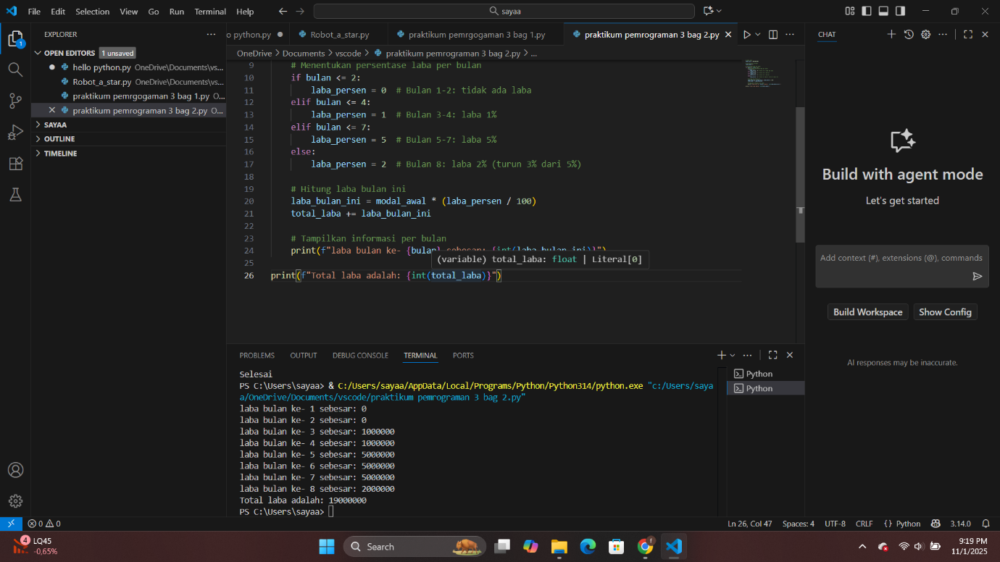 File Edit Selection View Go Run Terminal Help
sayaa
EXPLORER
OPEN EDITORS 1 unsaved
hello python.py OneDrive\Documents\vs...
Robot_a_star.py OneDrive\Documents\vs...
praktikum pemrgogaman 3 bag 1.py O...
praktikum pemrograman 3 bag 2.py O...
SAYAA
OUTLINE
TIMELINE
o python.py
Robot_a_star.py
praktikum pemrgogaman 3 bag 1.py
praktikum pemrograman 3 bag 2.py
OneDrive > Documents > vscode > praktikum pemrograman 3 bag 2.py > ...
9 # Menentukan persentase laba per bulan
10 if bulan <= 2:
11 laba_persen = 0 # Bulan 1-2: tidak ada laba
12 elif bulan <= 4:
13 laba_persen = 1 # Bulan 3-4: laba 1%
14 elif bulan <= 7:
15 laba_persen = 5 # Bulan 5-7: laba 5%
16 else:
17 laba_persen = 2 # Bulan 8: laba 2% (turun 3% dari 5%)
18
19 # Hitung laba bulan ini
20 laba_bulan_ini = modal_awal * (laba_persen / 100)
21 total_laba += laba_bulan_ini
22
23 # Tampilkan informasi per bulan
24 print(f"laba bulan ke- {bulan} sebesar: {int(laba_bulan_ini)}")
(variable) total_laba: float | Literal[0]
25
26 print(f"Total laba adalah: {int(total_laba)}")
PROBLEMS OUTPUT DEBUG CONSOLE TERMINAL PORTS
Selesai
PS C:\Users\sayaa> & C:/Users/sayaa/AppData/Local/Programs/Python/Python314/python.exe "c:/Users/saya
a/OneDrive/Documents/vscode/praktikum pemrograman 3 bag 2.py"
laba bulan ke- 1 sebesar: 0
laba bulan ke- 2 sebesar: 0
laba bulan ke- 3 sebesar: 1000000
laba bulan ke- 4 sebesar: 1000000
laba bulan ke- 5 sebesar: 5000000
laba bulan ke- 6 sebesar: 5000000
laba bulan ke- 7 sebesar: 5000000
laba bulan ke- 8 sebesar: 2000000
Total laba adalah: 19000000
PS C:\Users\sayaa>
Python
Python
CHAT
Build with agent mode
Let's get started
Add context (#), extensions (@), commands
Build Workspace Show Config
AI responses may be inaccurate.
0 0
Ln 26, Col 47 Spaces: 4 UTF-8 CRLF {} Python 3.14.0
4 LQ45
-0,65%
Search
9:19 PM
11/1/2025